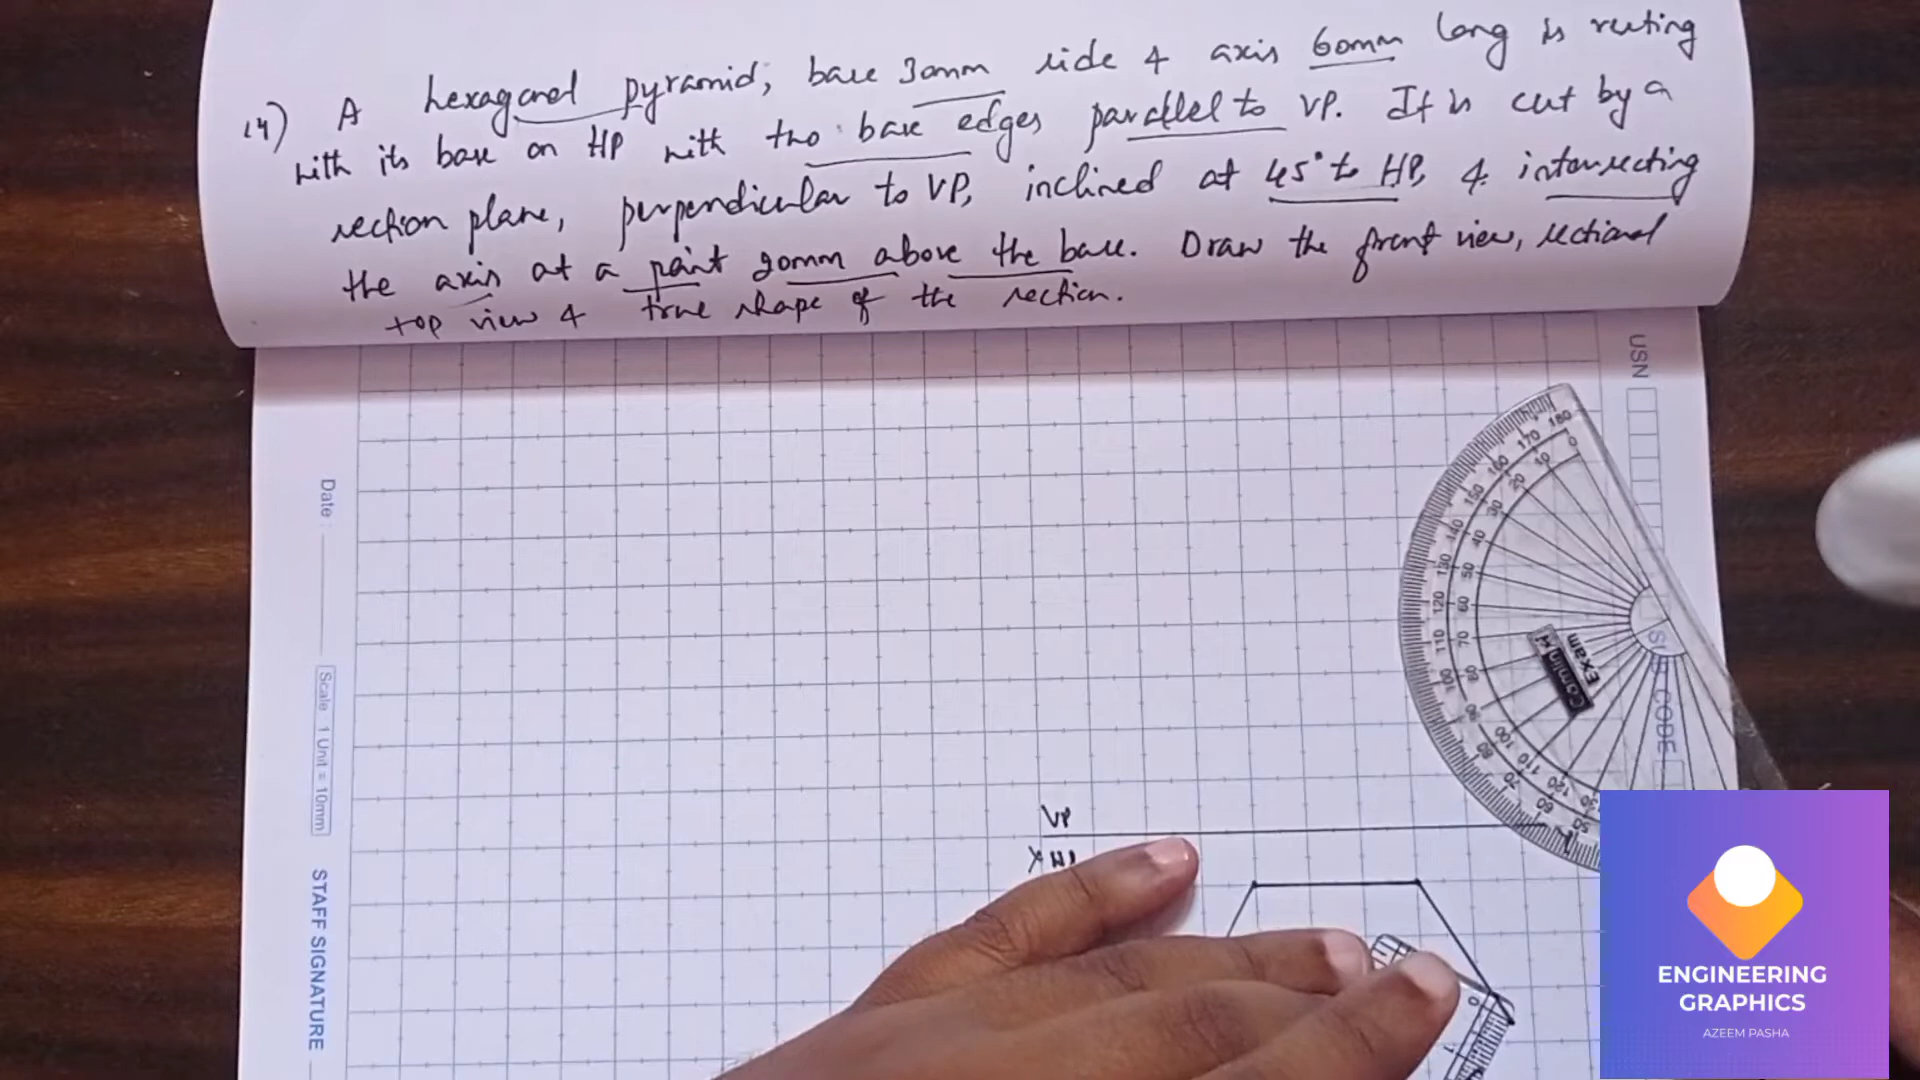 14) A hexagonal pyramid, base 30mm side & axis 60mm long is resting
with its base on HP with two base edges parallel to VP. It is cut by a
section plane, perpendicular to VP, inclined at 45° to HP, & intersecting
the axis at a point 20mm above the base. Draw the front view, sectional
top view & true shape of the section.
USN
Date :
Scale : 1 Unit = 10mm
STAFF SIGNATURE
VP
X
Camlin
Exam
CODE
ENGINEERING
GRAPHICS
AZEEM PASHA